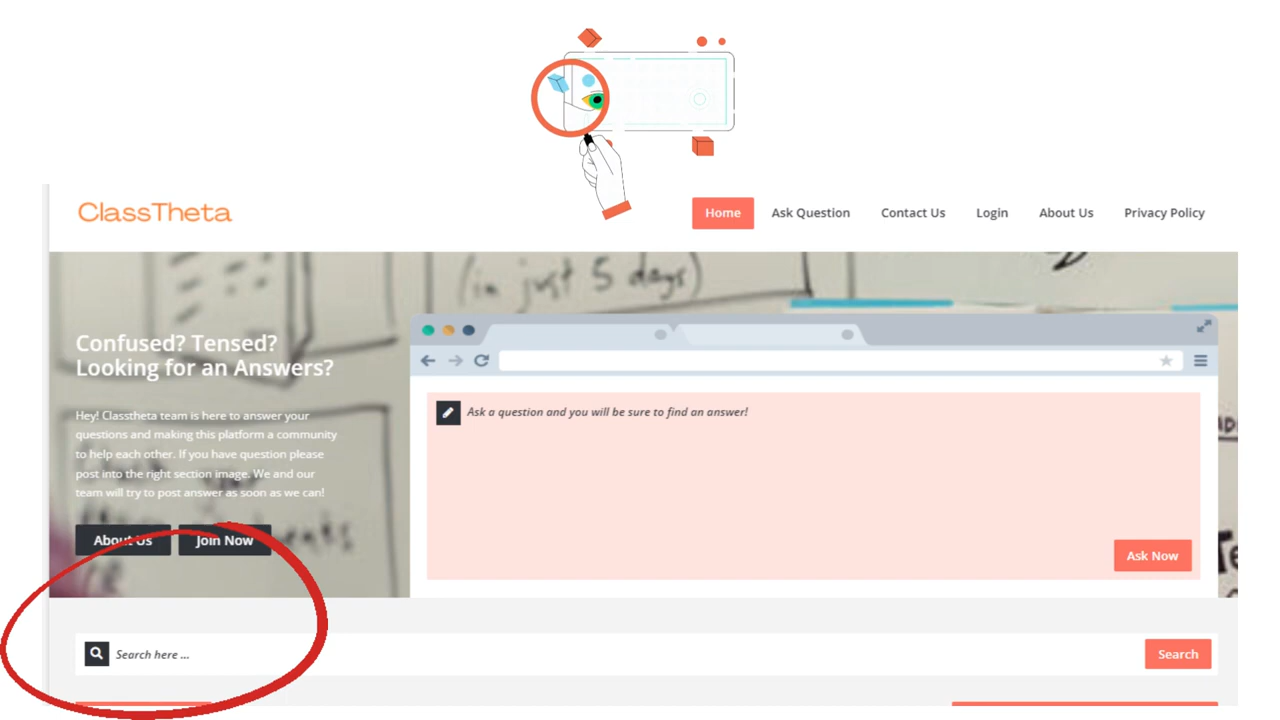 ClassTheta
Home Ask Question Contact Us Login About Us Privacy Policy
(in just 5 days)
Confused? Tensed?
Looking for an Answers?
Hey! Classtheta team is here to answer your
questions and making this platform a community
to help each other. If you have question please
post into the right section image. We and our
team will try to post answer as soon as we can!
About Us Join Now
Ask a question and you will be sure to find an answer!
Ask Now
Search here ...
Search